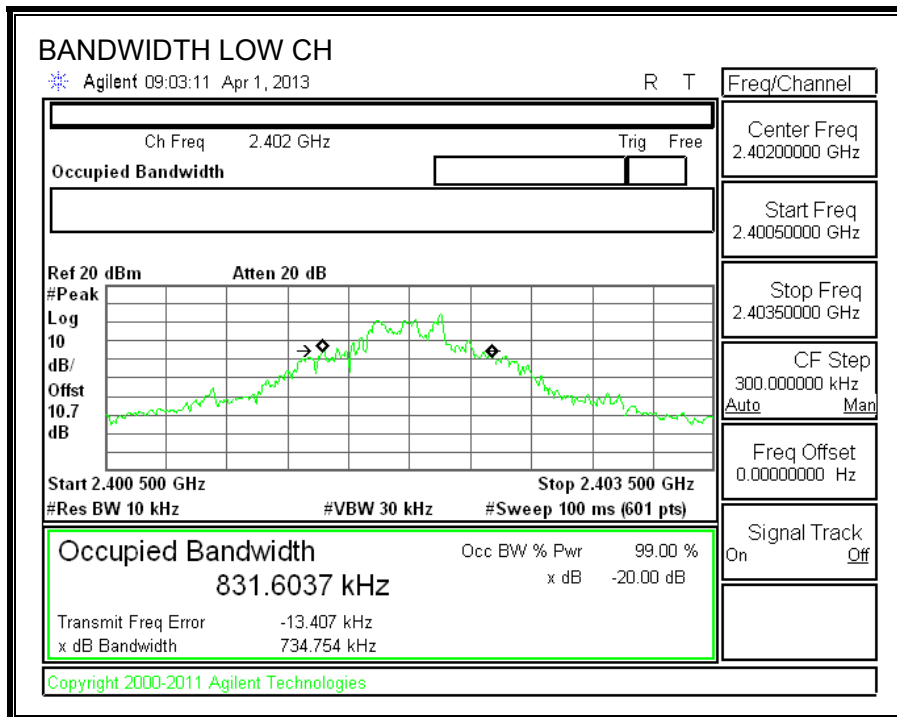 BANDWIDTH LOW CH
Agilent 09:03:11 Apr 1, 2013 R T
Freq/Channel
Ch Freq 2.402 GHz Trig Free
Occupied Bandwidth
Center Freq
2.40200000 GHz
Start Freq
2.40050000 GHz
Stop Freq
2.40350000 GHz
CF Step
300.000000 kHz
Auto Man
Freq Offset
0.00000000 Hz
Signal Track
On Off
Ref 20 dBm Atten 20 dB
#Peak
Log
10
dB/
Offst
10.7
dB
Start 2.400 500 GHz Stop 2.403 500 GHz
#Res BW 10 kHz #VBW 30 kHz #Sweep 100 ms (601 pts)
Occupied Bandwidth Occ BW % Pwr 99.00 %
831.6037 kHz x dB -20.00 dB
Transmit Freq Error -13.407 kHz
x dB Bandwidth 734.754 kHz
Copyright 2000-2011 Agilent Technologies